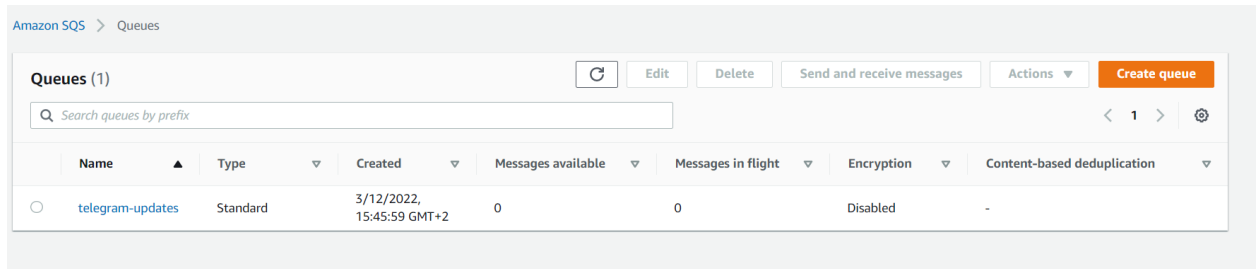 Amazon SQS > Queues
Queues (1)
Edit
Delete
Send and receive messages
Actions
Create queue
Search queues by prefix
1
Name Type Created Messages available Messages in flight Encryption Content-based deduplication
telegram-updates Standard 3/12/2022, 15:45:59 GMT+2 0 0 Disabled -